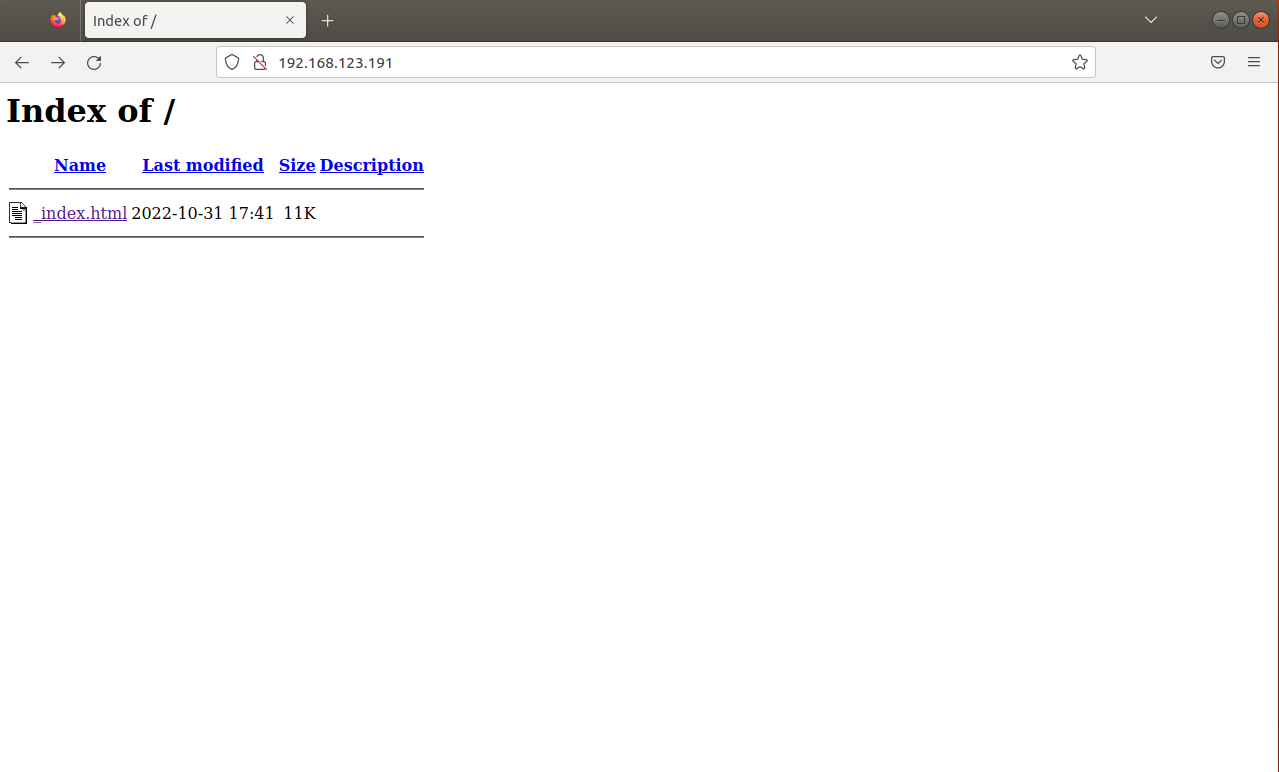 Index of /
192.168.123.191
Index of /
Name Last modified Size Description
_index.html 2022-10-31 17:41 11K